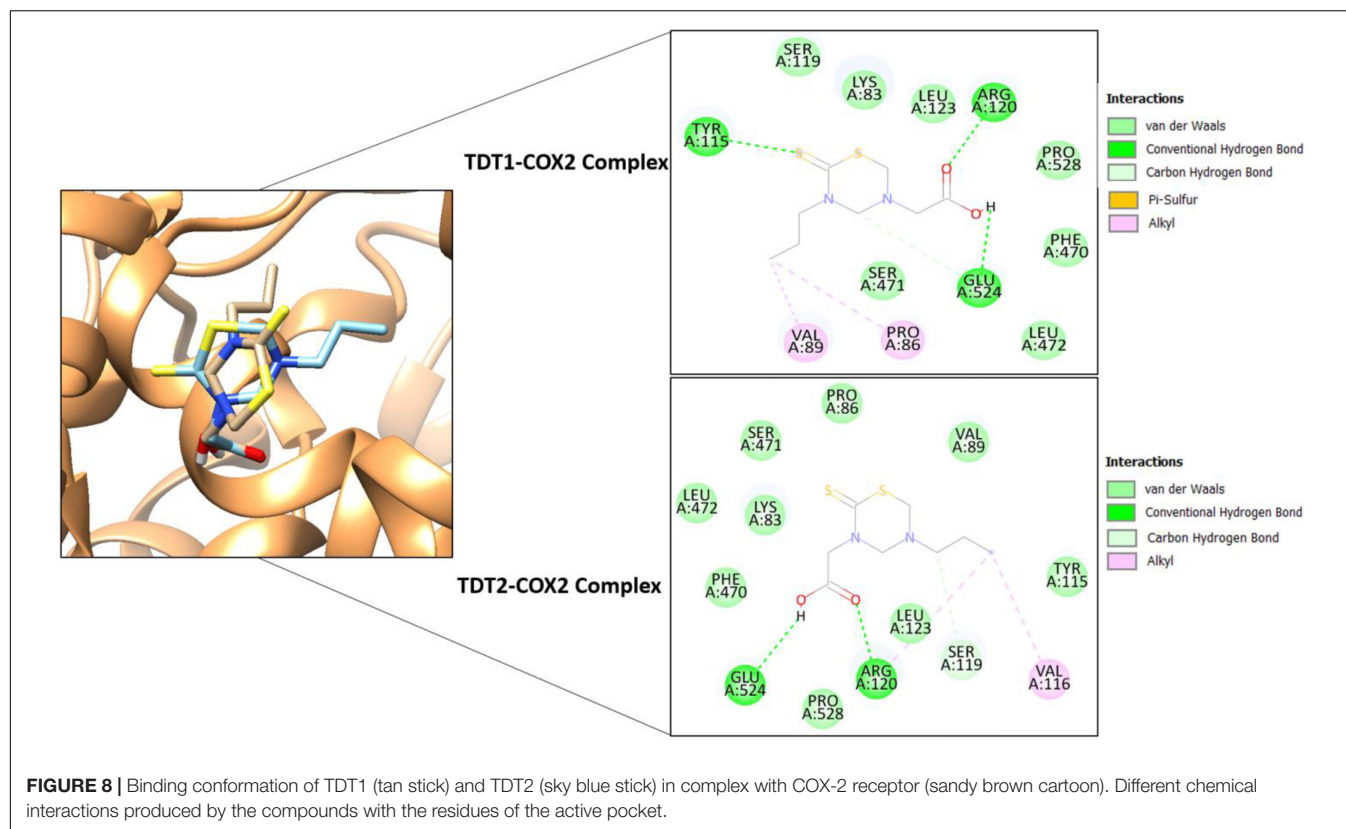 TDT1-COX2 Complex
SER
A:119
LYS
A:83
LEU
A:123
ARG
A:120
TYR
A:115
PRO
A:528
S
S
N
N
O
O
H
PHE
A:470
SER
A:471
GLU
A:524
VAL
A:89
PRO
A:86
LEU
A:472
Interactions
van der Waals
Conventional Hydrogen Bond
Carbon Hydrogen Bond
Pi-Sulfur
Alkyl
TDT2-COX2 Complex
PRO
A:86
SER
A:471
VAL
A:89
LEU
A:472
LYS
A:83
S
S
N
N
PHE
A:470
TYR
A:115
O
O
H
LEU
A:123
SER
A:119
GLU
A:524
ARG
A:120
VAL
A:116
PRO
A:528
Interactions
van der Waals
Conventional Hydrogen Bond
Carbon Hydrogen Bond
Alkyl
FIGURE 8 | Binding conformation of TDT1 (tan stick) and TDT2 (sky blue stick) in complex with COX-2 receptor (sandy brown cartoon). Different chemical
interactions produced by the compounds with the residues of the active pocket.